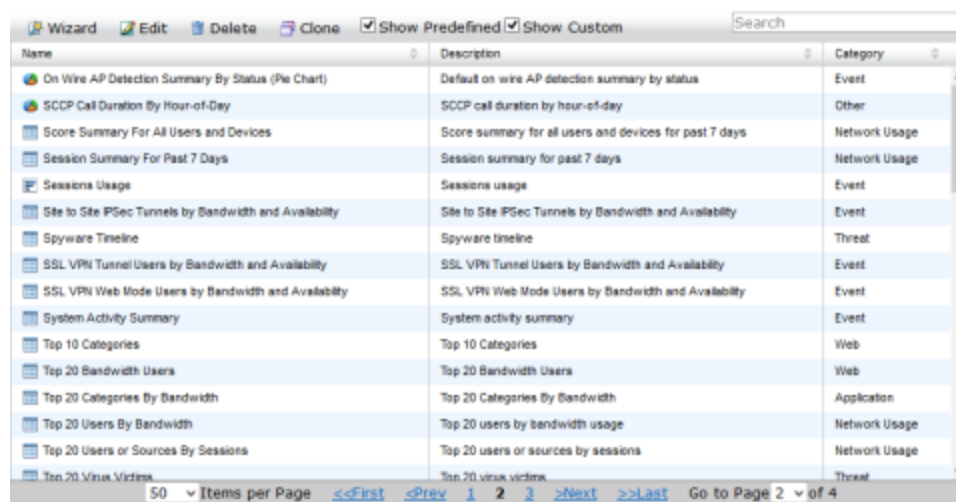 Wizard Edit Delete Clone Show Predefined Show Custom Search
Name Description Category
On Wire AP Detection Summary By Status (Pie Chart) Default on wire AP detection summary by status Event
SCCP Call Duration By Hour-of-Day SCCP call duration by hour-of-day Other
Score Summary For All Users and Devices Score summary for all users and devices for past 7 days Network Usage
Session Summary For Past 7 Days Session summary for past 7 days Network Usage
Sessions Usage Sessions usage Event
Site to Site IPSec Tunnels by Bandwidth and Availability Site to Site IPSec Tunnels by Bandwidth and Availability Event
Spyware Timeline Spyware timeline Threat
SSL VPN Tunnel Users by Bandwidth and Availability SSL VPN Tunnel Users by Bandwidth and Availability Event
SSL VPN Web Mode Users by Bandwidth and Availability SSL VPN Web Mode Users by Bandwidth and Availability Event
System Activity Summary System activity summary Event
Top 10 Categories Top 10 Categories Web
Top 20 Bandwidth Users Top 20 Bandwidth Users Web
Top 20 Categories By Bandwidth Top 20 Categories By Bandwidth Application
Top 20 Users By Bandwidth Top 20 users by bandwidth usage Network Usage
Top 20 Users or Sources By Sessions Top 20 users or sources by sessions Network Usage
Top 20 Virus Victims Top 20 virus victims Threat
50 Items per Page <<First <Prev 1 2 3 >Next >>Last Go to Page 2 of 4